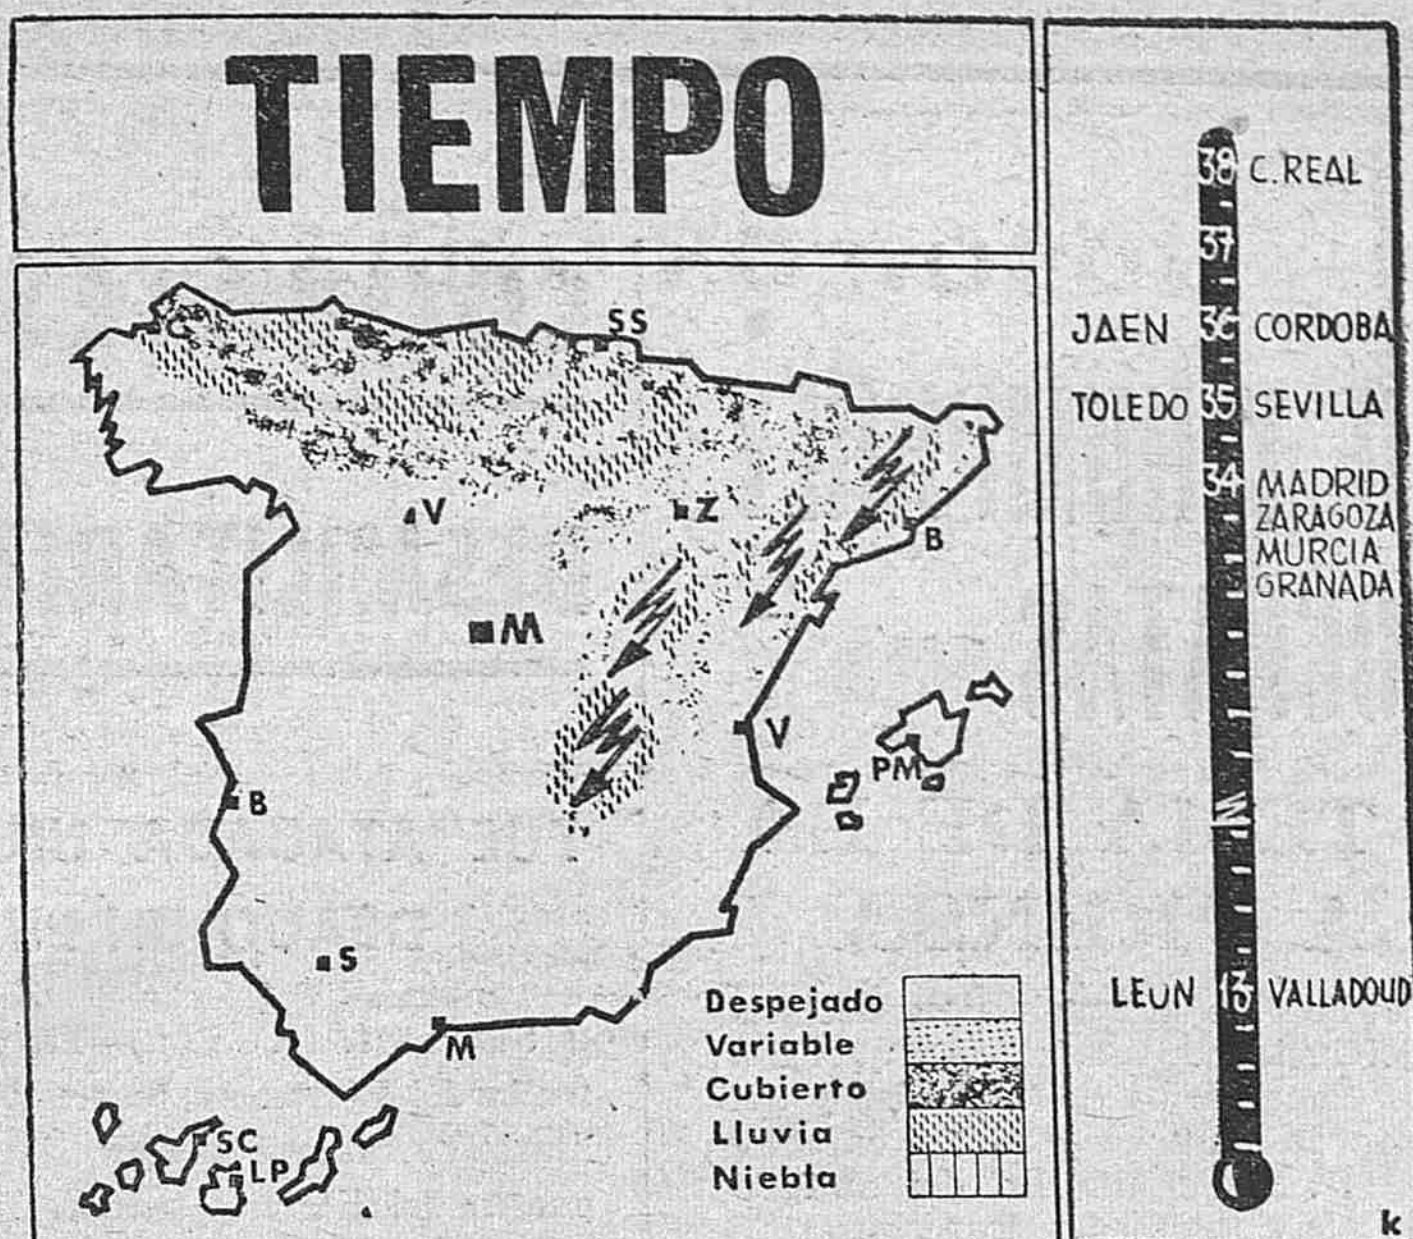 TIEMPO
38 C.REAL
37
JAEN 36 CORDOBA
TOLEDO 35 SEVILLA
34 MADRID
ZARAGOZA
MURCIA
GRANADA
LEUN 13 VALLADOUD
k
SS
V
Z
B
M
V
PM
B
S
M
SC
LP
Despejado
Variable
Cubierto
Lluvia
Niebla